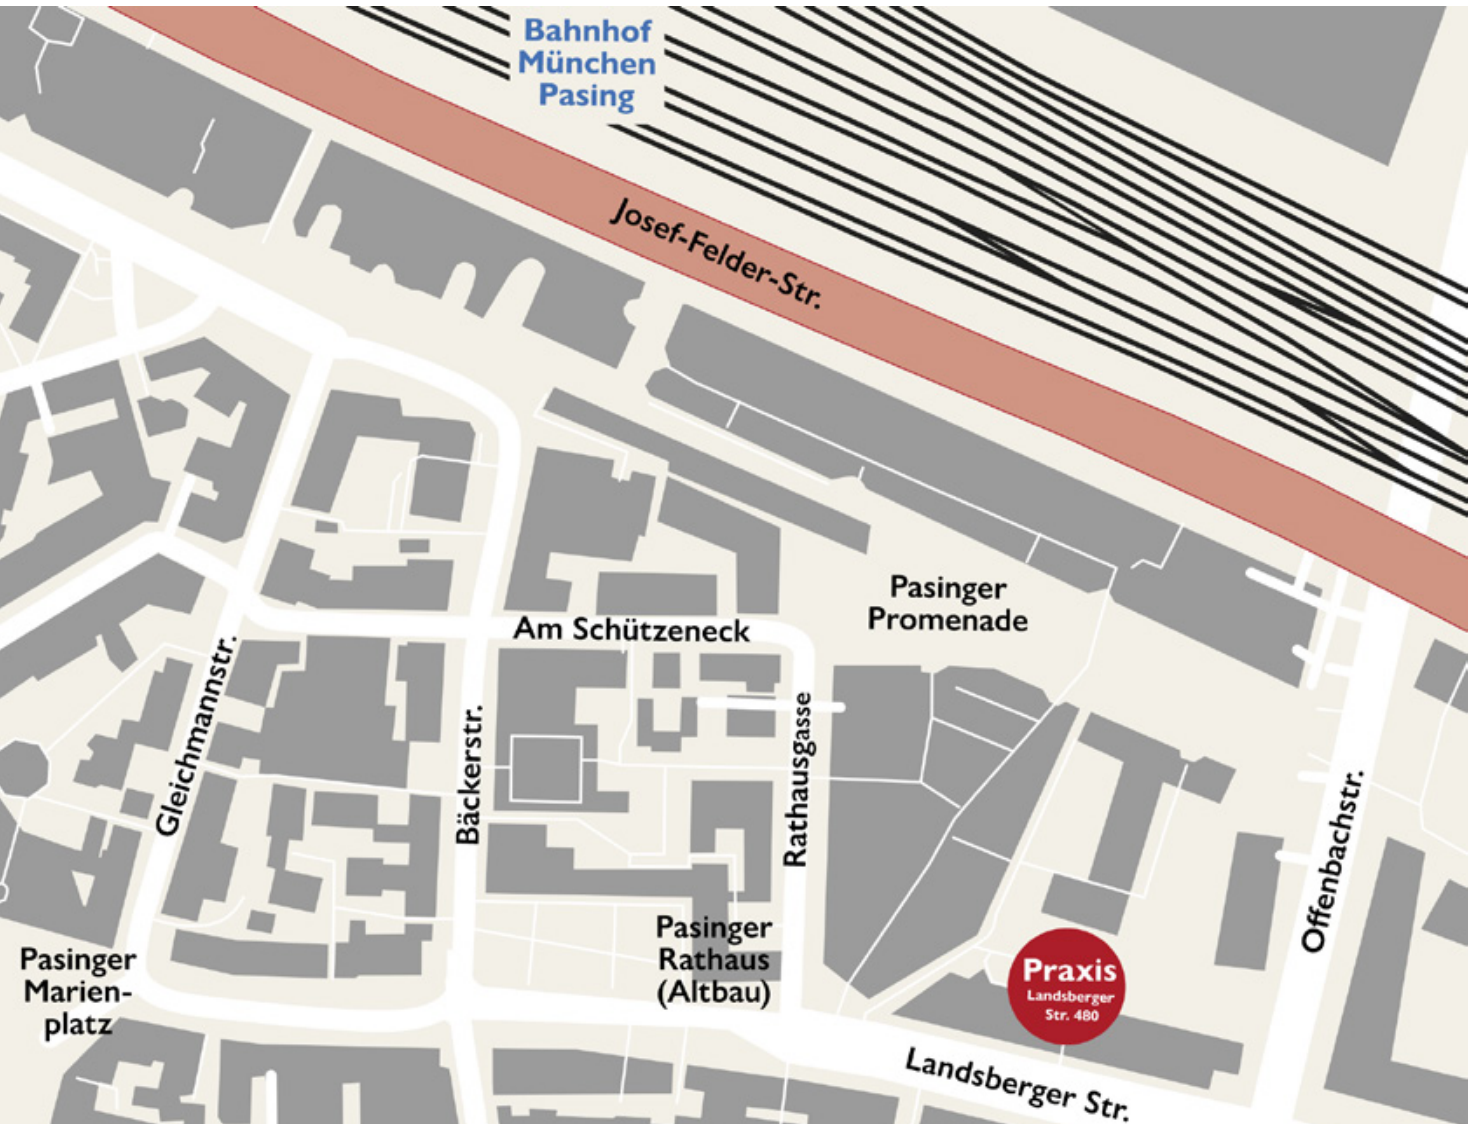 Bahnhof
München
Pasing
Josef-Felder-Str.
Pasinger
Promenade
Am Schützeneck
Gleichmannstr.
Bäckerstr.
Rathausgasse
Offenbachstr.
Pasinger
Rathaus
(Altbau)
Pasinger
Marien-
platz
Praxis
Landsberger
Str. 480
Landsberger Str.